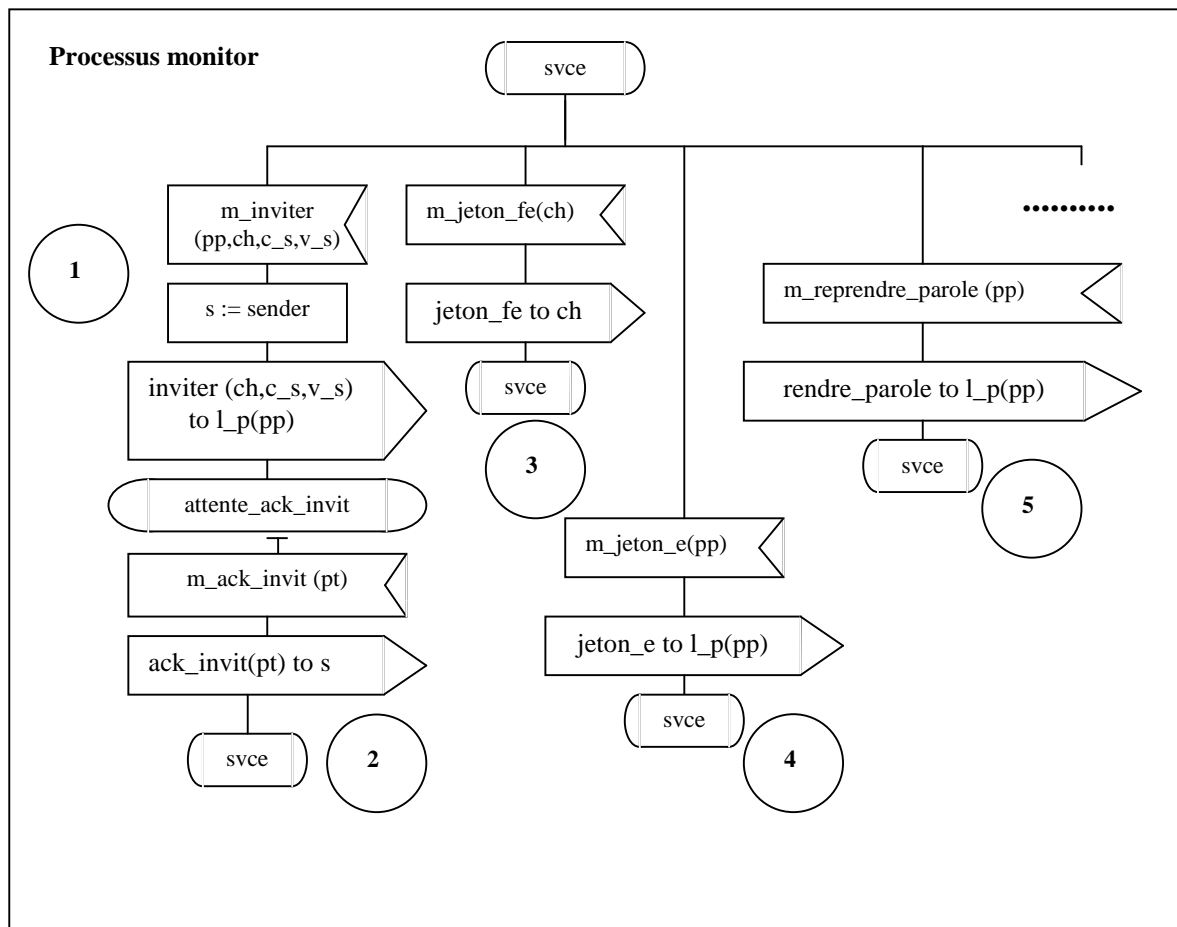 Processus monitor
svce
m_inviter
(pp,ch,c_s,v_s)
1
s := sender
inviter (ch,c_s,v_s)
to l_p(pp)
attente_ack_invit
m_ack_invit (pt)
ack_invit(pt) to s
svce
2
m_jeton_fe(ch)
jeton_fe to ch
svce
3
m_jeton_e(pp)
jeton_e to l_p(pp)
svce
4
..........
m_reprendre_parole (pp)
rendre_parole to l_p(pp)
svce
5